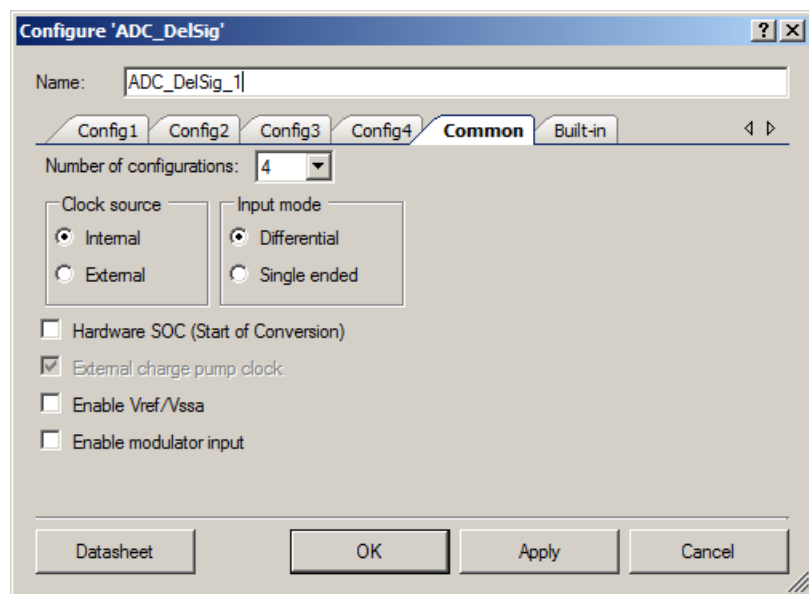 Configure 'ADC_DelSig'
Name: ADC_DelSig_1
Config1 Config2 Config3 Config4 Common Built-in
Number of configurations: 4
Clock source Input mode
Internal Differential
External Single ended
Hardware SOC (Start of Conversion)
External charge pump clock
Enable Vref/Vssa
Enable modulator input
Datasheet OK Apply Cancel